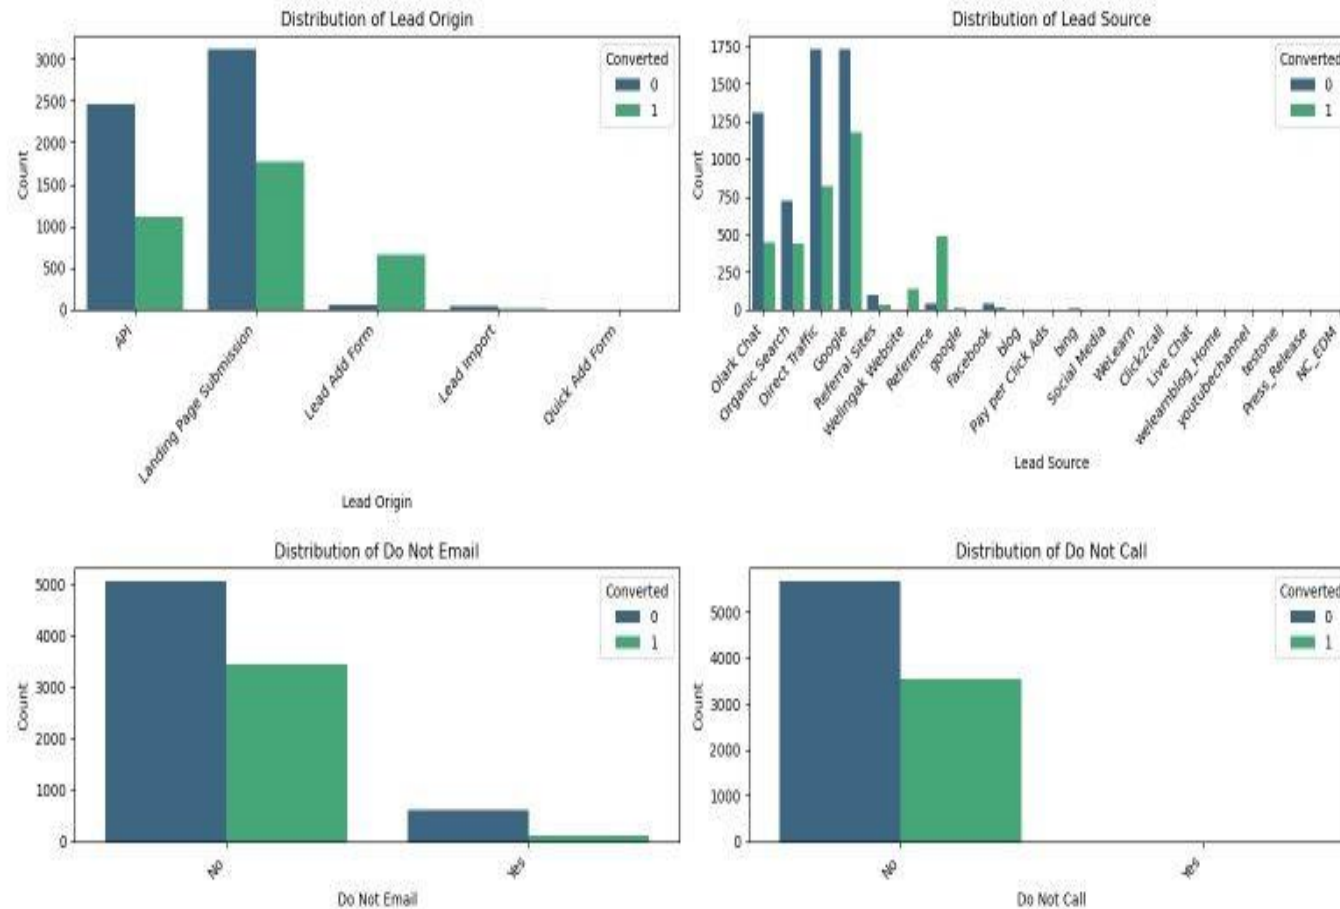 Distribution of Lead Origin
Count
3000
2500
2000
1500
1000
500
0
Converted
0
1
API
Landing Page Submission
Lead Add Form
Lead Import
Quick Add Form
Lead Origin
Distribution of Lead Source
Count
1750
1500
1250
1000
750
500
250
0
Converted
0
1
Olark Chat
Organic Search
Direct Traffic
Google
Referral Sites
Welingak Website
Reference
google
Facebook
blog
Pay per Click Ads
bing
Social Media
WeLearn
Click2call
Live Chat
welearnblog_Home
youtubechannel
testone
Press_Release
NC_EDM
Lead Source
Distribution of Do Not Email
Count
5000
4000
3000
2000
1000
0
Converted
0
1
No
Yes
Do Not Email
Distribution of Do Not Call
Count
5000
4000
3000
2000
1000
0
Converted
0
1
No
Yes
Do Not Call